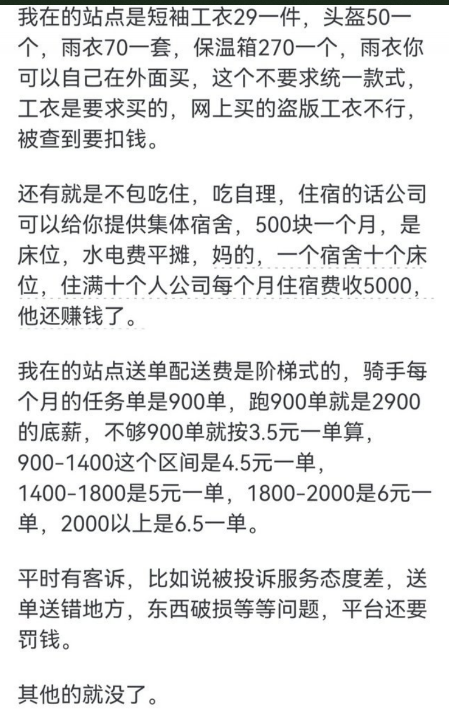 我在的站点是短袖工衣29一件，头盔50一
个，雨衣70一套，保温箱270一个，雨衣你
可以自己在外面买，这个不要求统一款式，
工衣是要求买的，网上买的盗版工衣不行，
被查到要扣钱。
还有就是不包吃住，吃自理，住宿的话公司
可以给你提供集体宿舍，500块一个月，是
床位，水电费平摊，妈的，一个宿舍十个床
位，住满十个人公司每个月住宿费收5000，
他还赚钱了。
我在的站点送单配送费是阶梯式的，骑手每
个月的任务单是900单，跑900单就是2900
的底薪，不够900单就按3.5元一单算，
900-1400这个区间是4.5元一单，
1400-1800是5元一单，1800-2000是6元一
单，2000以上是6.5一单。
平时有客诉，比如说被投诉服务态度差，送
单送错地方，东西破损等等问题，平台还要
罚钱。
其他的就没了。